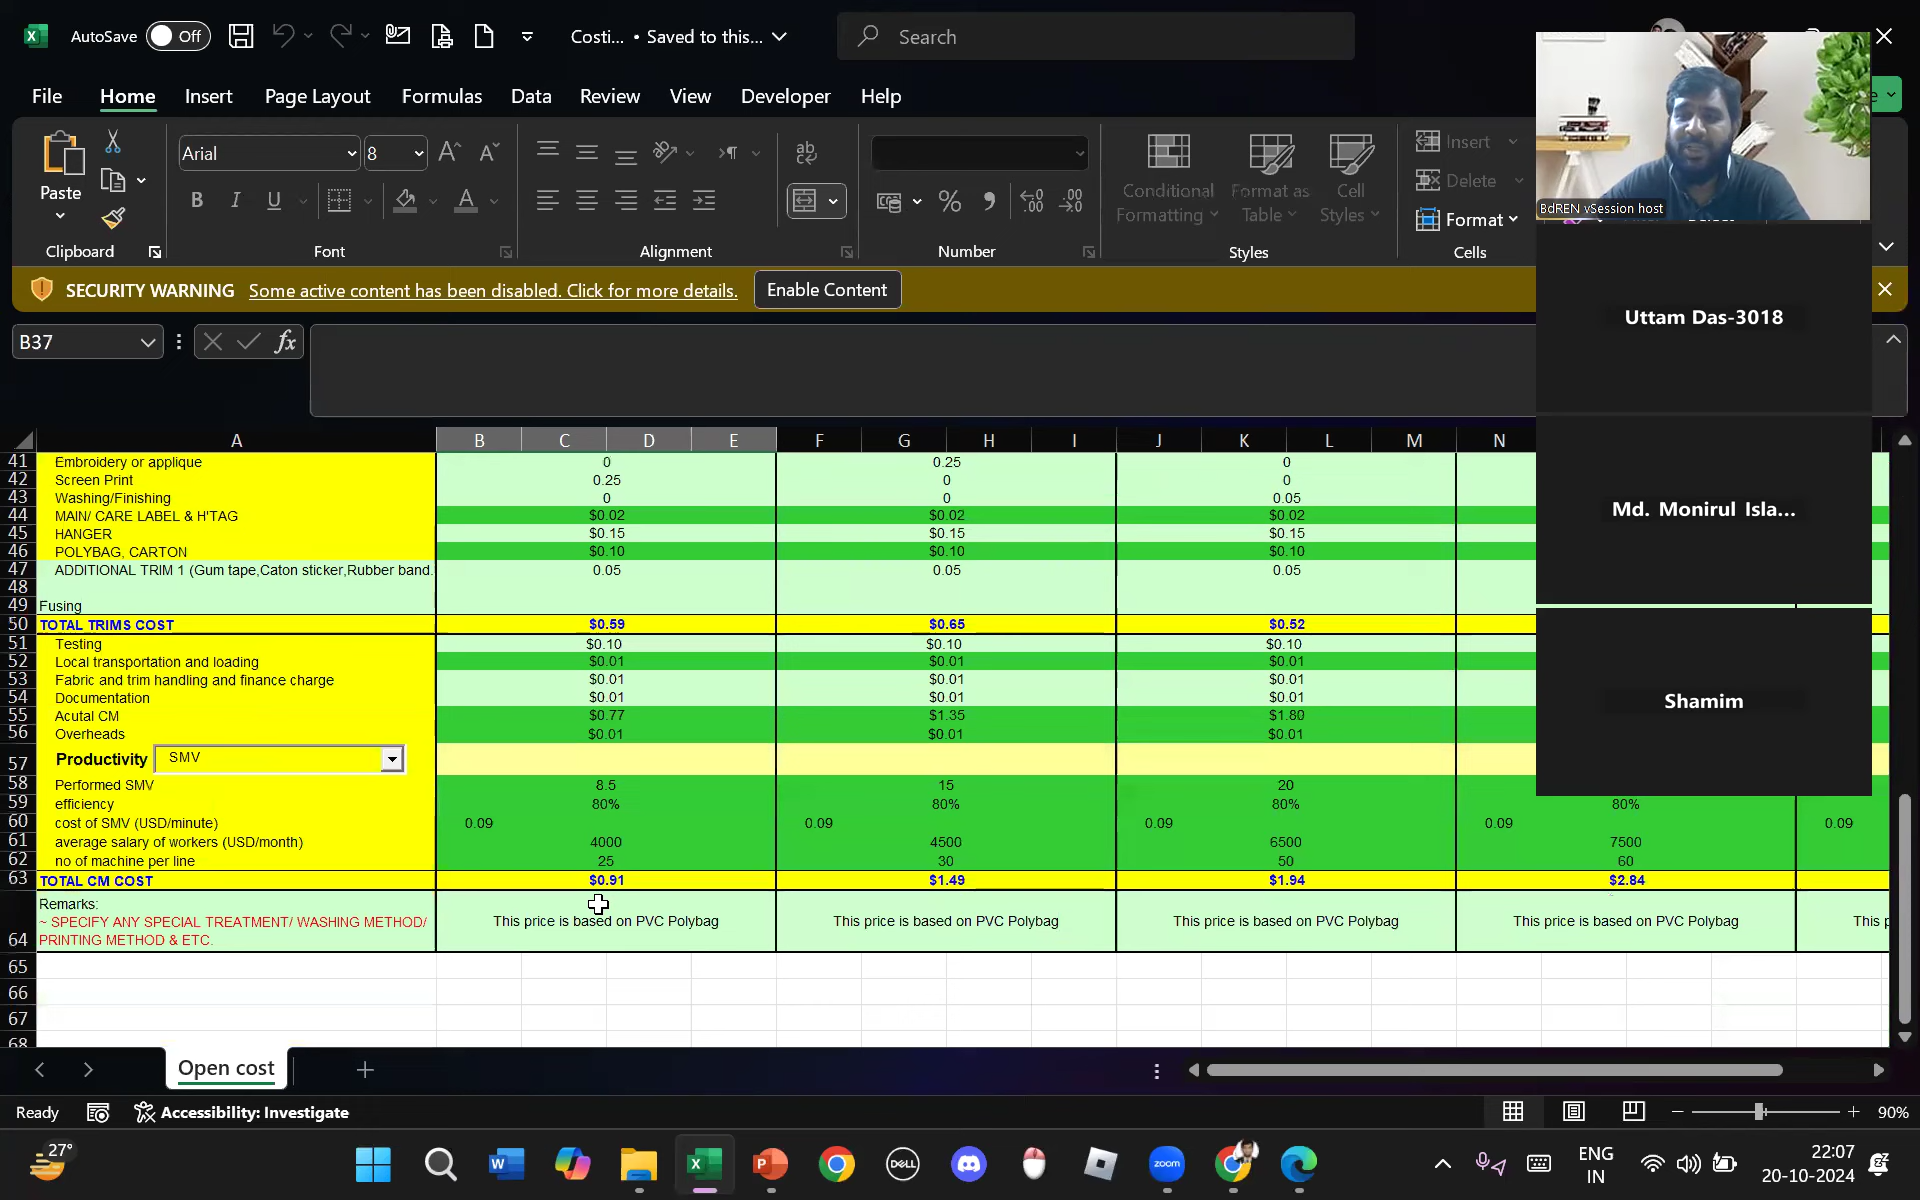 AutoSave Off Costi... • Saved to this... Search
File Home Insert Page Layout Formulas Data Developer Review View Help
Arial 8
Paste
B I U A
Conditional Formatting Format as Table Cell Styles
Insert
Delete
Format
Clipboard Font Alignment Number Styles Cells
BdREN vSession host
SECURITY WARNING Some active content has been disabled. Click for more details. Enable Content
Uttam Das-3018
Md. Monirul Isla...
Shamim
B37 fx
A B C D E F G H I J K L M N
41 Embroidery or applique 0 0.25 0
42 Screen Print 0.25 0 0
43 Washing/Finishing 0 0 0.05
44 MAIN/ CARE LABEL & H'TAG $0.02 $0.02 $0.02
45 HANGER $0.15 $0.15 $0.15
46 POLYBAG, CARTON $0.10 $0.10 $0.10
47 ADDITIONAL TRIM 1 (Gum tape,Caton sticker,Rubber band. 0.05 0.05 0.05
48
49 Fusing
50 TOTAL TRIMS COST $0.59 $0.65 $0.52
51 Testing $0.10 $0.10 $0.10
52 Local transportation and loading $0.01 $0.01 $0.01
53 Fabric and trim handling and finance charge $0.01 $0.01 $0.01
54 Documentation $0.01 $0.01 $0.01
55 Acutal CM $0.77 $1.35 $1.80
56 Overheads $0.01 $0.01 $0.01
57 Productivity SMV
58 Performed SMV 8.5 15 20
59 efficiency 80% 80% 80% 80%
60 cost of SMV (USD/minute) 0.09 0.09 0.09 0.09 0.09
61 average salary of workers (USD/month) 4000 4500 6500 7500
62 no of machine per line 25 30 50 60
63 TOTAL CM COST $0.91 $1.49 $1.94 $2.84
Remarks:
~ SPECIFY ANY SPECIAL TREATMENT/ WASHING METHOD/ This price is based on PVC Polybag This price is based on PVC Polybag This price is based on PVC Polybag This price is based on PVC Polybag This p
64 PRINTING METHOD & ETC.
65
66
67
68
Open cost
Ready Accessibility: Investigate 90%
27° zoom DELL ENG IN 22:07 20-10-2024